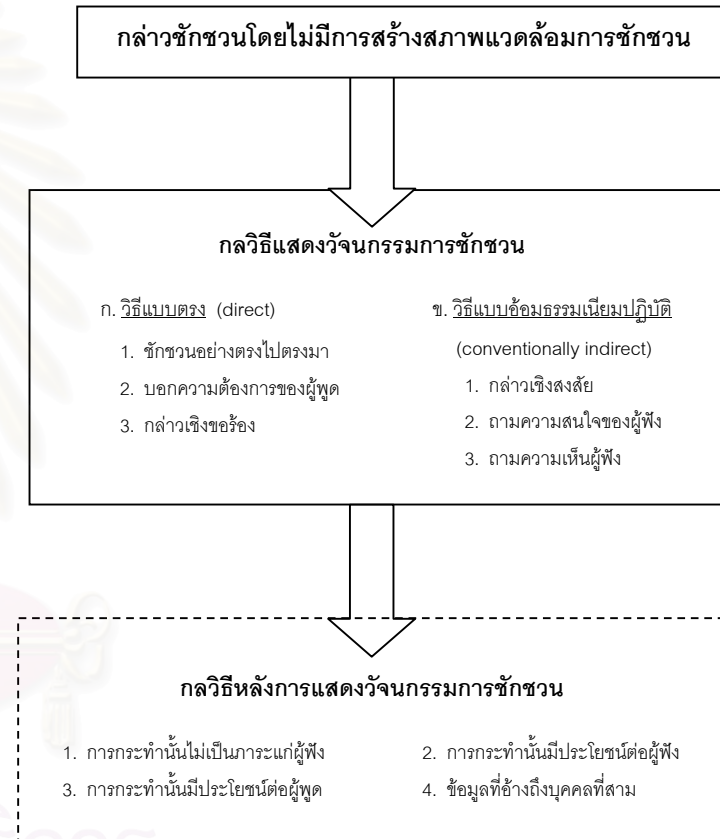 กล่าวชักชวนโดยไม่มีการสร้างสภาพแวดล้อมการชักชวน
กลวิธีแสดงวัจนกรรมการชักชวน
ก. วิธีแบบตรง (direct)
1. ชักชวนอย่างตรงไปตรงมา
2. บอกความต้องการของผู้พูด
3. กล่าวเชิงขอร้อง
ข. วิธีแบบอ้อมธรรมเนียมปฏิบัติ
(conventionally indirect)
1. กล่าวเชิงสงสัย
2. ถามความสนใจของผู้ฟัง
3. ถามความเห็นผู้ฟัง
กลวิธีหลังการแสดงวัจนกรรมการชักชวน
1. การกระทำนั้นไม่เป็นภาระแก่ผู้ฟัง 2. การกระทำนั้นมีประโยชน์ต่อผู้ฟัง
3. การกระทำนั้นมีประโยชน์ต่อผู้พูด 4. ข้อมูลที่อ้างถึงบุคคลที่สาม